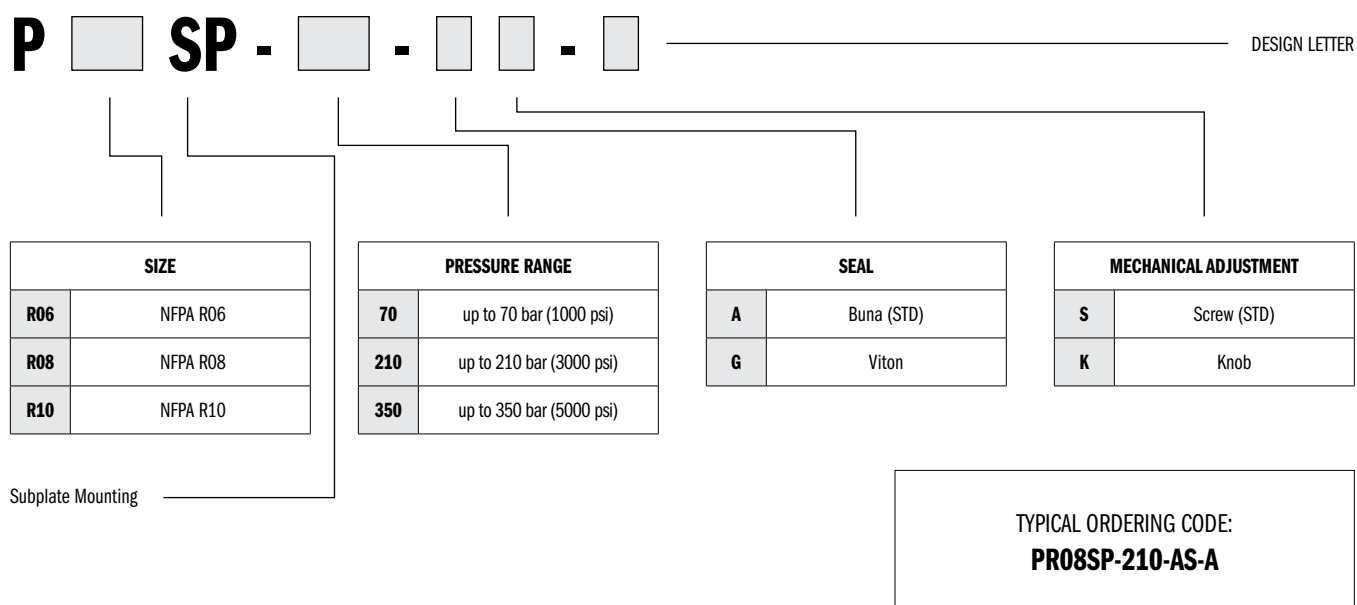 P SP - - -
DESIGN LETTER
SIZE
R06 NFPA R06
R08 NFPA R08
R10 NFPA R10
PRESSURE RANGE
70 up to 70 bar (1000 psi)
210 up to 210 bar (3000 psi)
350 up to 350 bar (5000 psi)
SEAL
A Buna (STD)
G Viton
MECHANICAL ADJUSTMENT
S Screw (STD)
K Knob
Subplate Mounting
TYPICAL ORDERING CODE:
PR08SP-210-AS-A